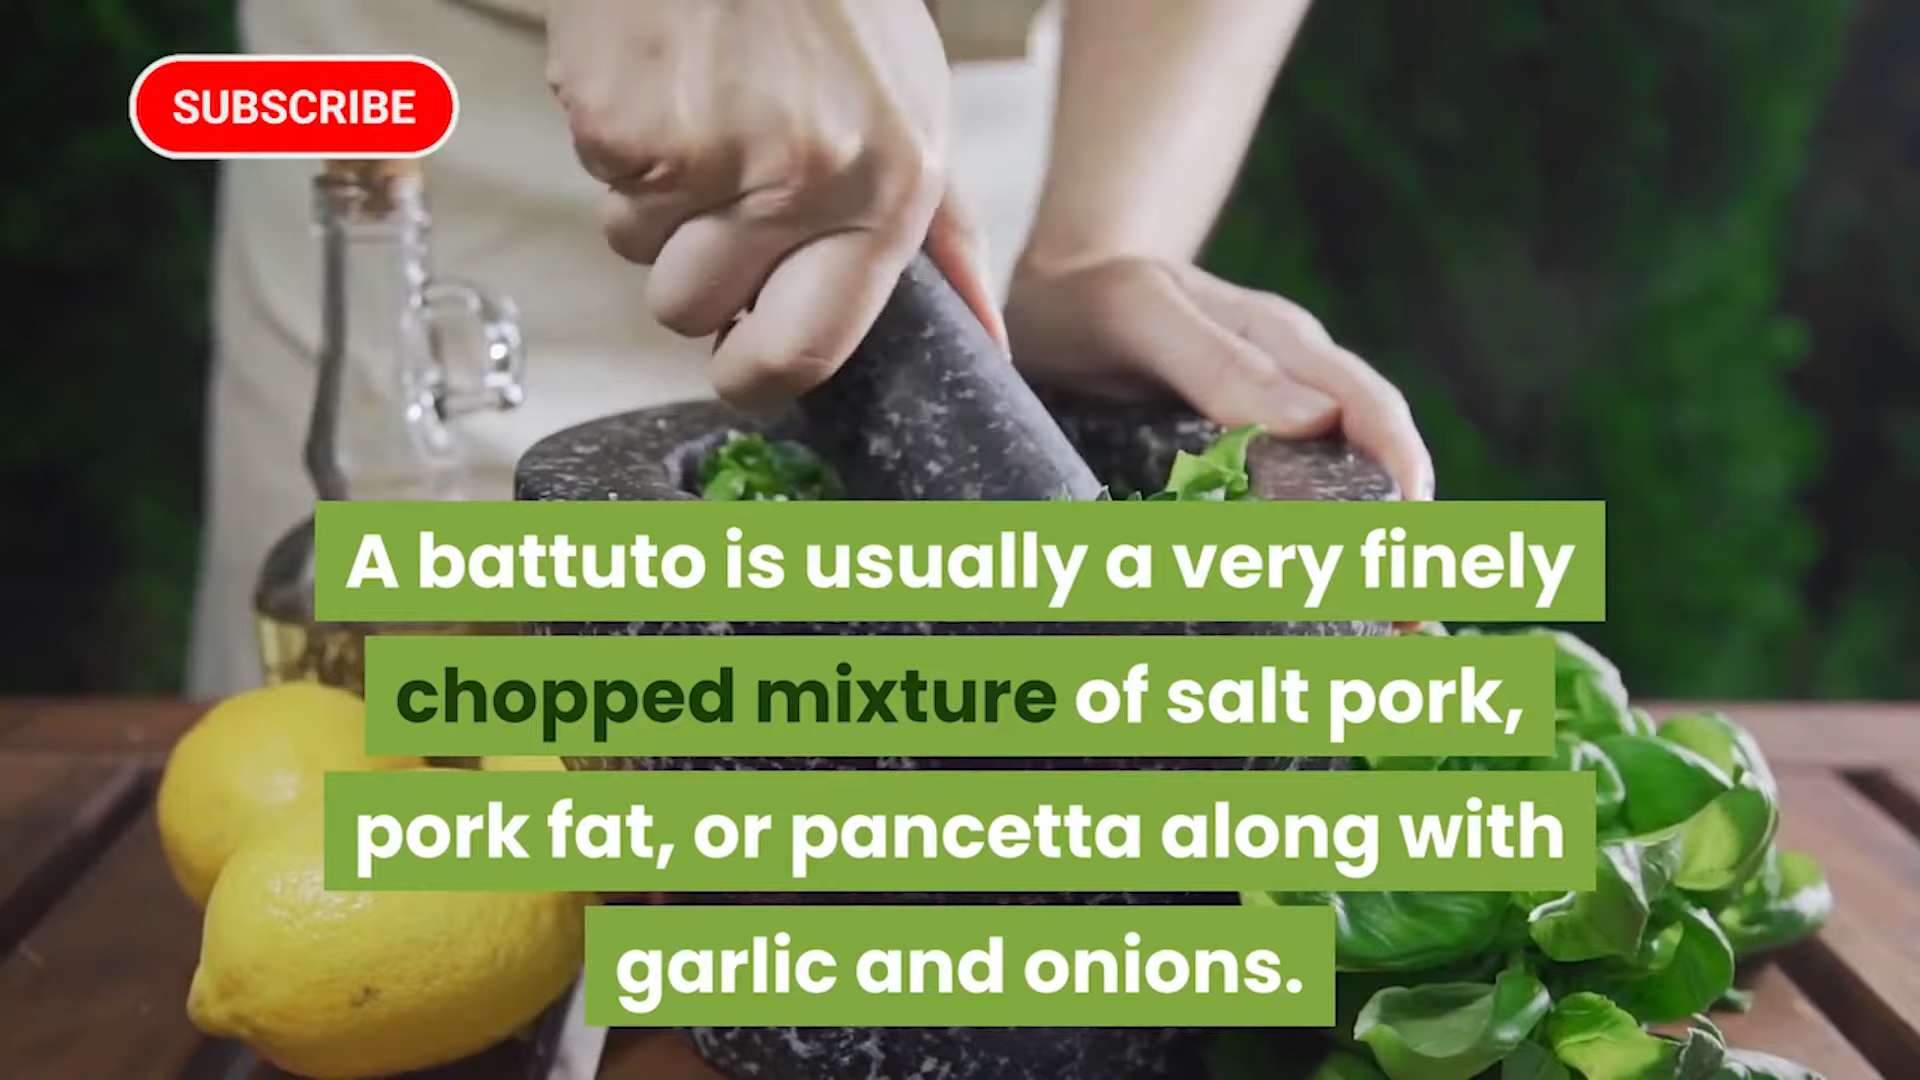 SUBSCRIBE
A battuto is usually a very finely
chopped mixture of salt pork,
pork fat, or pancetta along with
garlic and onions.